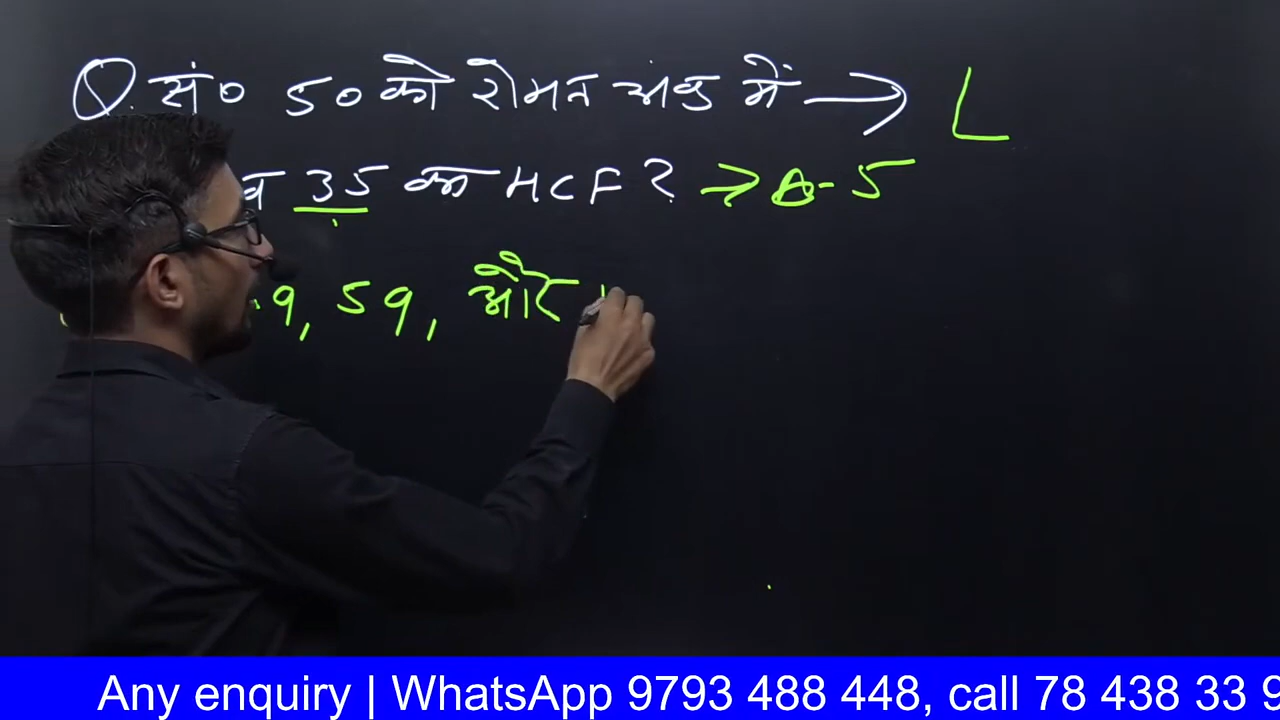 Q. सं० 50 को रोमन अंक में → L
व 35 का HCF ? → A - 5
9, 59, और
Any enquiry | WhatsApp 9793 488 448, call 78 438 33 9